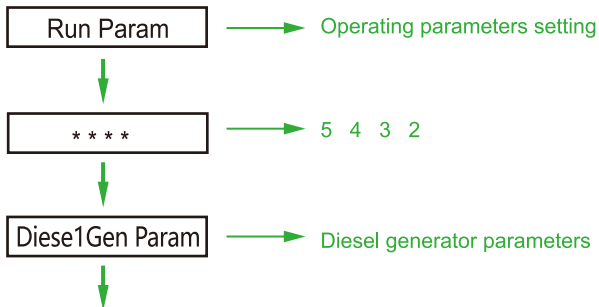 Run Param
Operating parameters setting
* * * *
5 4 3 2
Diese1Gen Param
Diesel generator parameters